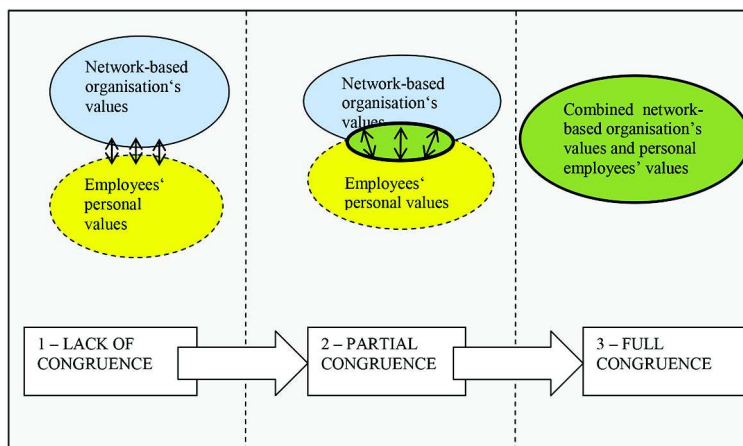 Network-based
organisation‘s
values
Employees‘
personal
values
Network-based
organisation‘s
values
Employees‘
personal values
Combined network-
based organisation's
values and personal
employees’ values
1 – LACK OF
CONGRUENCE
2 – PARTIAL
CONGRUENCE
3 – FULL
CONGRUENCE